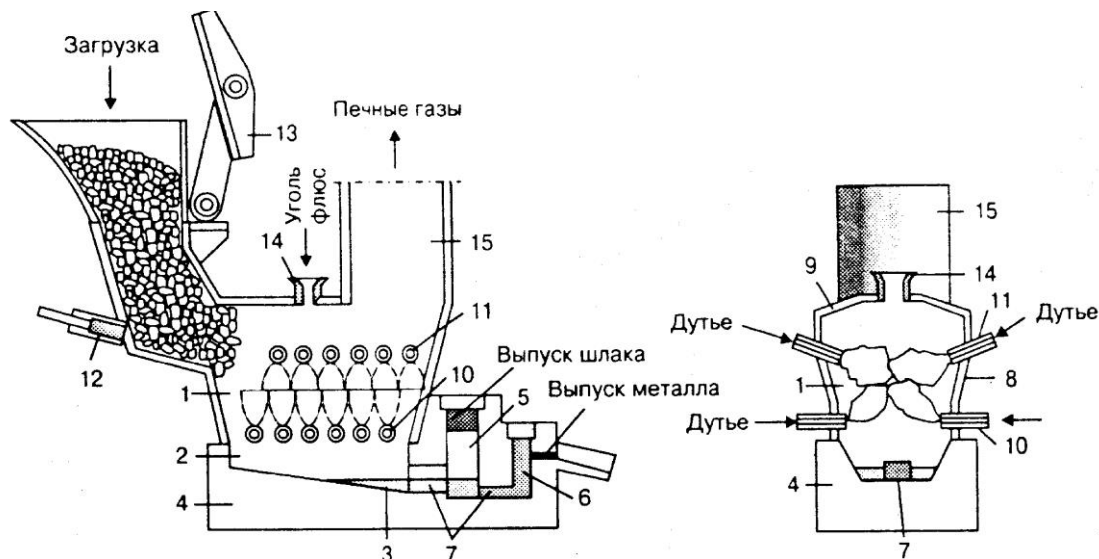 Загрузка
13
Печные газы
Уголь
флюс
14
15
12
11
Выпуск шлака
10
5
Выпуск металла
1
2
4
3
7
6
15
9
14
11
Дутье
Дутье
1
8
Дутье
10
4
7